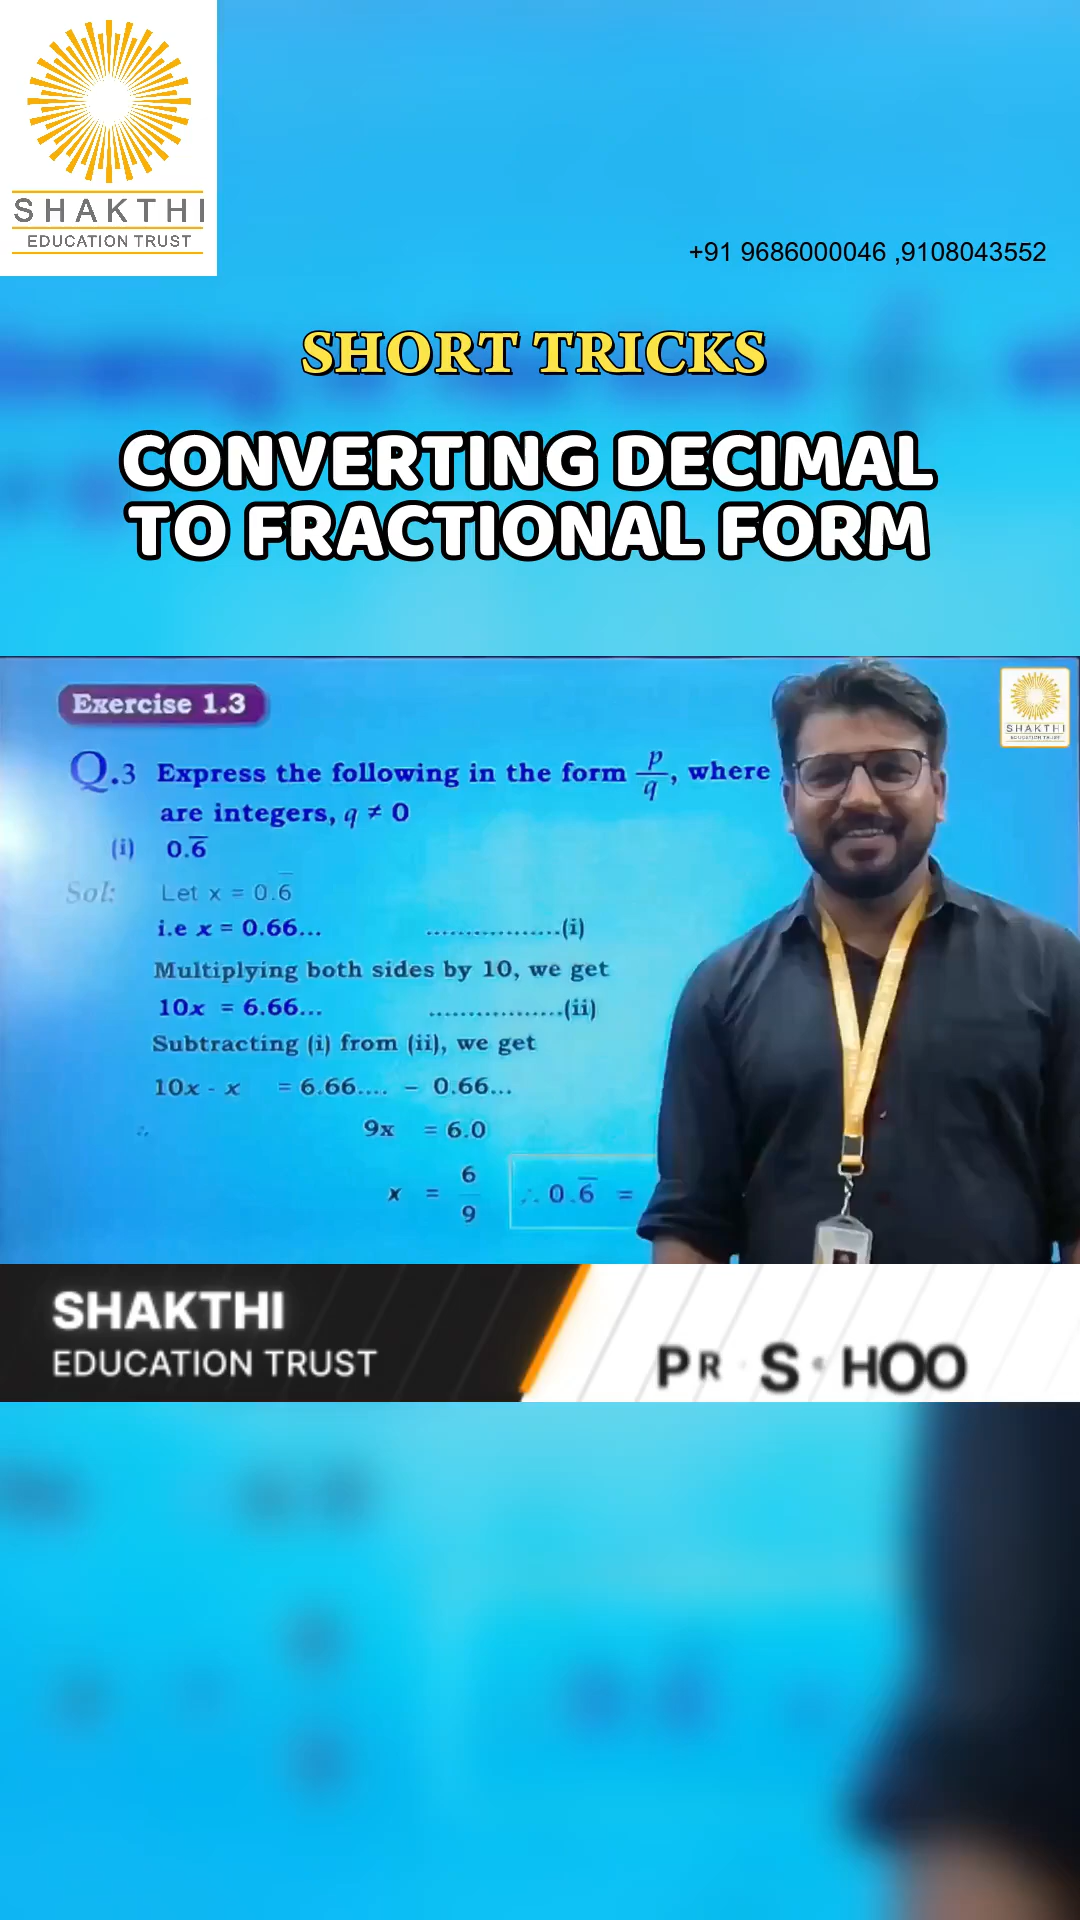 SHAKTHI
EDUCATION TRUST
+91 9686000046 ,9108043552
SHORT TRICKS
CONVERTING DECIMAL
TO FRACTIONAL FORM
Exercise 1.3
SHAKTHI
EDUCATION TRUST
Q.3 Express the following in the form p/q, where
are integers, q ≠ 0
(i) 0.6̅
Sol: Let x = 0.6̅
i.e x = 0.66... ..................(i)
Multiplying both sides by 10, we get
10x = 6.66... ..................(ii)
Subtracting (i) from (ii), we get
10x - x = 6.66.... – 0.66...
∴ 9x = 6.0
x = 6/9 ∴ 0.6̅ =
SHAKTHI
EDUCATION TRUST